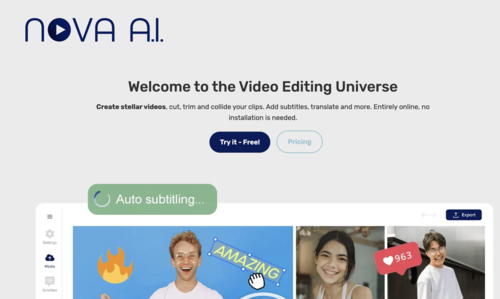 NOVA A.I.
Welcome to the Video Editing Universe
Create stellar videos, cut, trim and collide your clips. Add subtitles, translate and more. Entirely online, no
installation is needed.
Try it - Free!
Pricing
Auto subtitling...
Export
Settings
Media
Subtitles
AMAZING
963